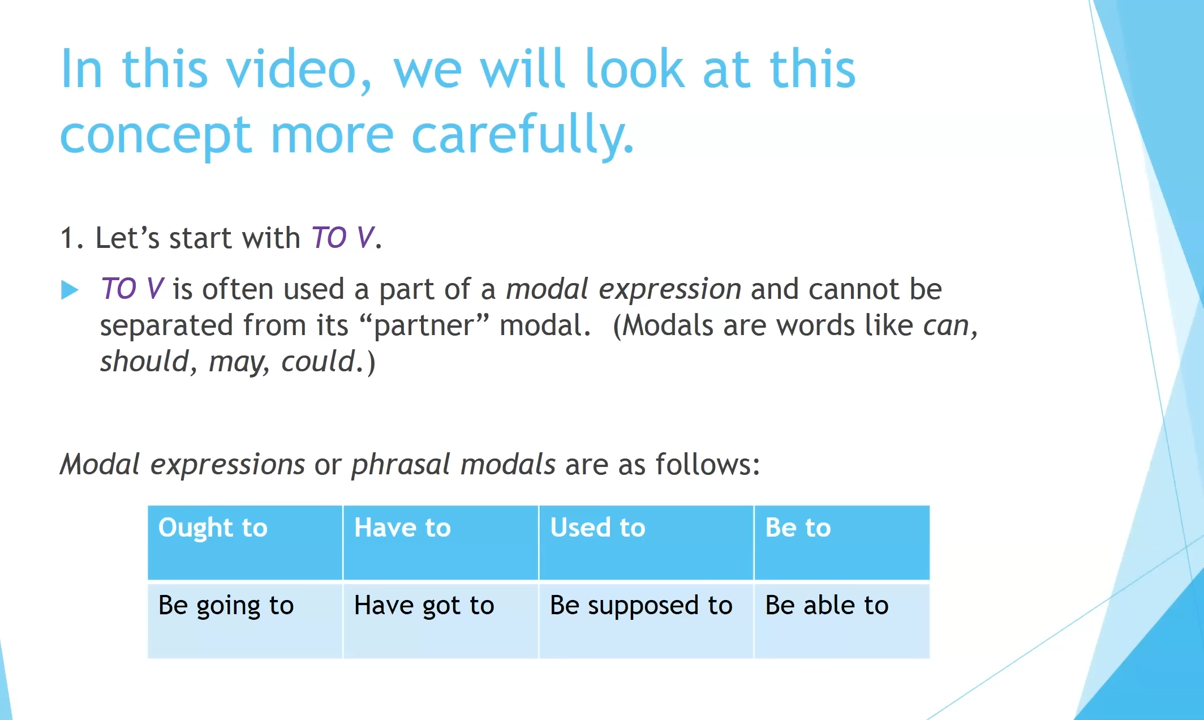 In this video, we will look at this
concept more carefully.
1. Let's start with TO V.
TO V is often used a part of a modal expression and cannot be
separated from its “partner” modal. (Modals are words like can,
should, may, could.)
Modal expressions or phrasal modals are as follows:
Ought to Have to Used to Be to
Be going to Have got to Be supposed to Be able to